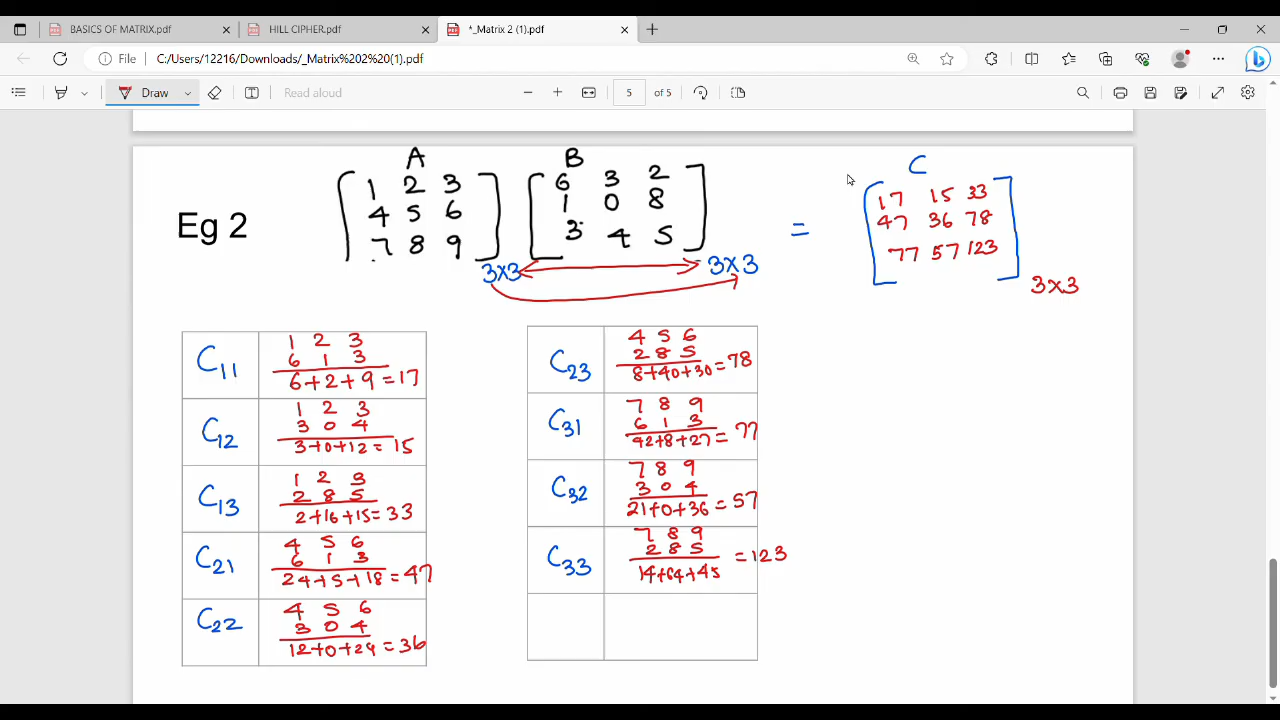 BASICS OF MATRIX.pdf
HILL CIPHER.pdf
*_Matrix 2 (1).pdf
File
C:/Users/12216/Downloads/_Matrix%202%20(1).pdf
Draw
Read aloud
5 of 5
A B C
Eg 2
1 2 3
4 5 6
7 8 9
6 3 2
1 0 8
3 4 5
=
17 15 33
47 36 78
77 57 123
3x3
3x3
3x3
C11
1 2 3
6 1 3
6+2+9=17
C12
1 2 3
3 0 4
3+0+12=15
C13
1 2 3
2 8 5
2+16+15=33
C21
4 5 6
6 1 3
24+5+18=47
C22
4 5 6
3 0 4
12+0+24=36
C23
4 5 6
2 8 5
8+40+30=78
C31
7 8 9
6 1 3
42+8+27=77
C32
7 8 9
3 0 4
21+0+36=57
C33
7 8 9
2 8 5
14+64+45 =123